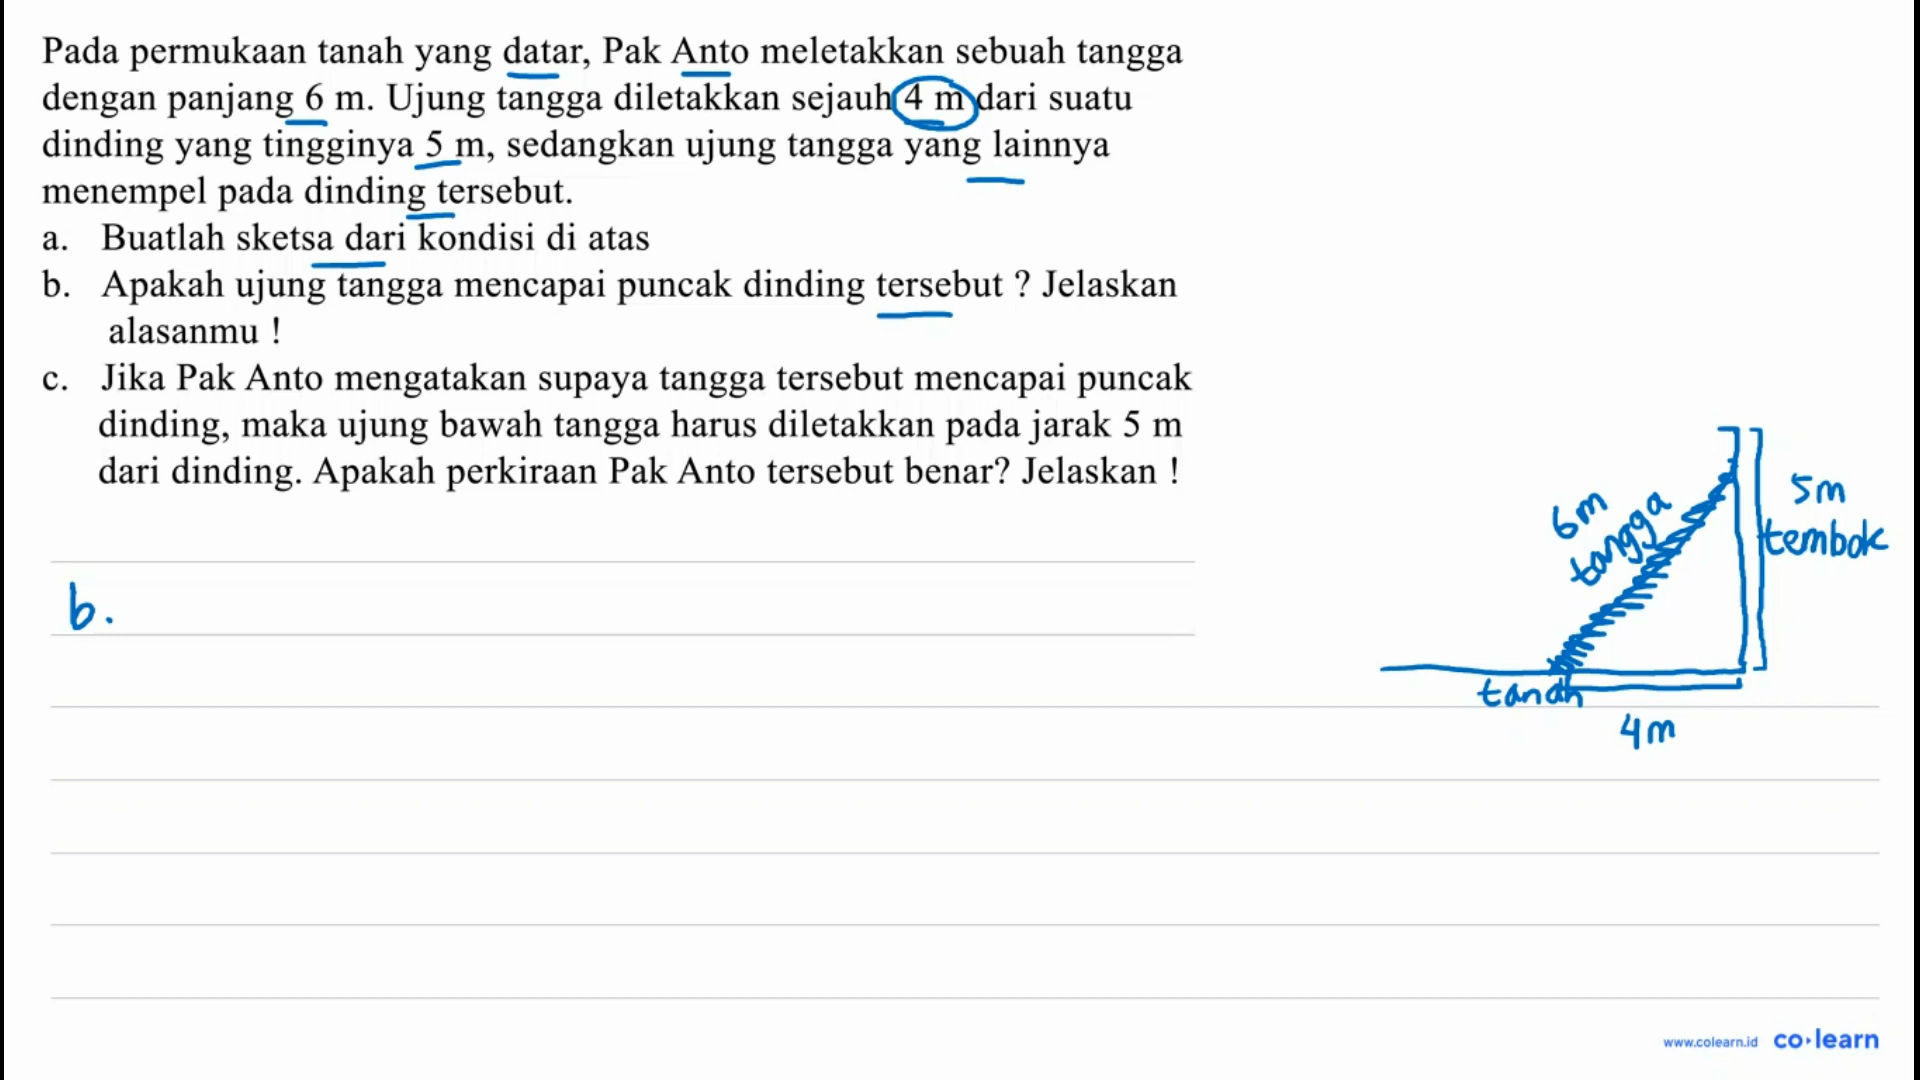 Pada permukaan tanah yang datar, Pak Anto meletakkan sebuah tangga
dengan panjang 6 m. Ujung tangga diletakkan sejauh 4 m dari suatu
dinding yang tingginya 5 m, sedangkan ujung tangga yang lainnya
menempel pada dinding tersebut.
a. Buatlah sketsa dari kondisi di atas
b. Apakah ujung tangga mencapai puncak dinding tersebut ? Jelaskan
alasanmu !
c. Jika Pak Anto mengatakan supaya tangga tersebut mencapai puncak
dinding, maka ujung bawah tangga harus diletakkan pada jarak 5 m
dari dinding. Apakah perkiraan Pak Anto tersebut benar? Jelaskan !
6m
tangga
5m
tembok
b.
tanah
4m
www.colearn.id co learn